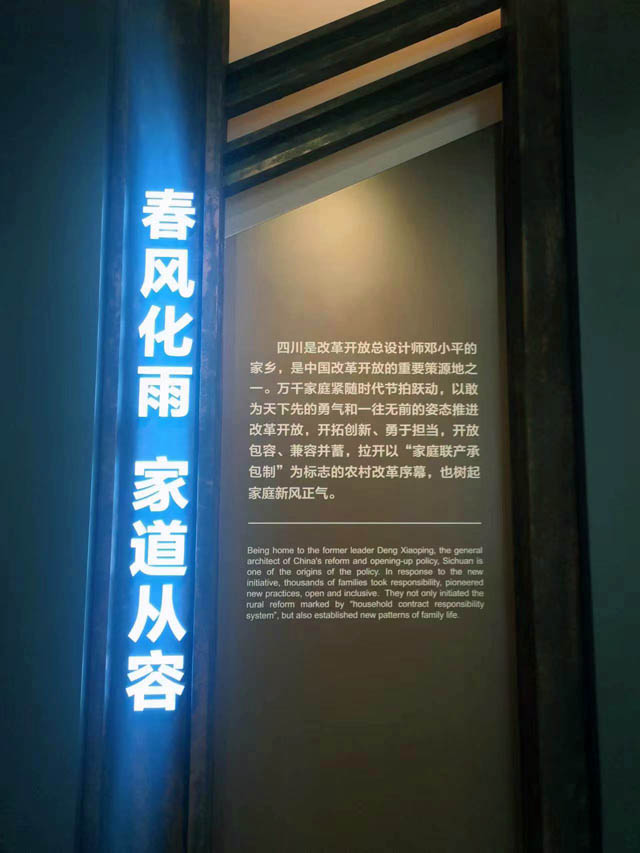 春风化雨 家道从容
四川是改革开放总设计师邓小平的
家乡，是中国改革开放的重要策源地之
一。万千家庭紧随时代节拍跃动，以敢
为天下先的勇气和一往无前的姿态推进
改革开放，开拓创新、勇于担当，开放
包容、兼容并蓄，拉开以“家庭联产承
包制”为标志的农村改革序幕，也树起
家庭新风正气。
Being home to the former leader Deng Xiaoping, the general
architect of China's reform and opening-up policy, Sichuan is
one of the origins of the policy. In response to the new
initiative, thousands of families took responsibility, pioneered
new practices, open and inclusive. They not only initiated the
rural reform marked by “household contract responsibility
system”, but also established new patterns of family life.